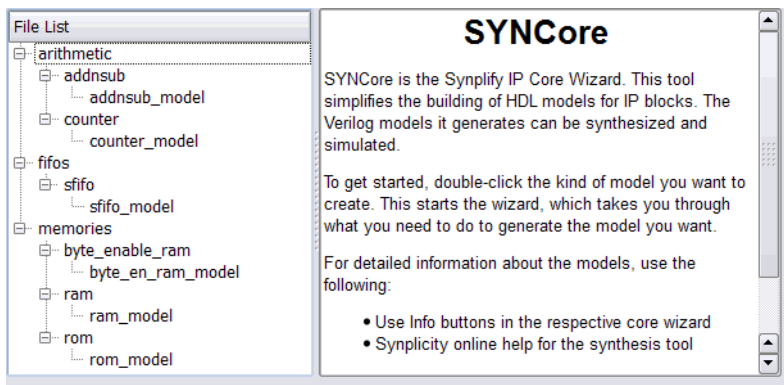 File List
arithmetic
addnsub
addnsub_model
counter
counter_model
fifos
sfifo
sfifo_model
memories
byte_enable_ram
byte_en_ram_model
ram
ram_model
rom
rom_model
SYNCore
SYNCore is the Synplify IP Core Wizard. This tool
simplifies the building of HDL models for IP blocks. The
Verilog models it generates can be synthesized and
simulated.
To get started, double-click the kind of model you want to
create. This starts the wizard, which takes you through
what you need to do to generate the model you want.
For detailed information about the models, use the
following:
• Use Info buttons in the respective core wizard
• Synplicity online help for the synthesis tool